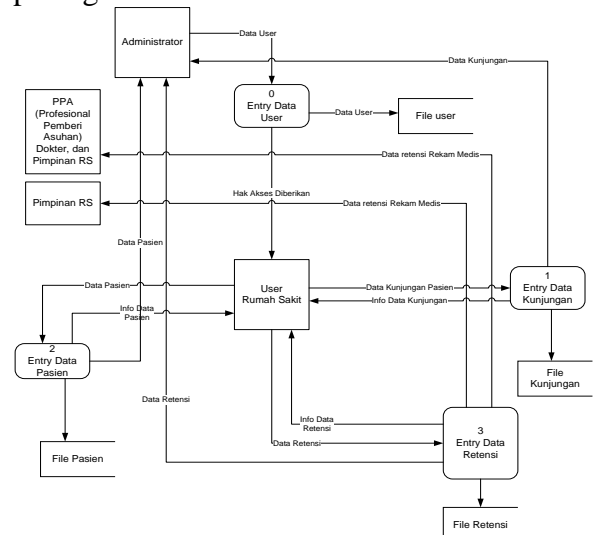 Administrator
Data User
Data Kunjungan
0
Entry Data
User
Data User
File user
PPA
(Profesional
Pemberi
Asuhan)
Dokter, dan
Pimpinan RS
Data retensi Rekam Medis
Hak Akses Diberikan
Pimpinan RS
Data retensi Rekam Medis
Data Pasien
User
Rumah Sakit
Data Pasien
Data Kunjungan Pasien
1
Entry Data
Kunjungan
Info Data
Pasien
Info Data Kunjungan
2
Entry Data
Pasien
File
Kunjungan
Data Retensi
Info Data
Retensi
Data Retensi
3
Entry Data
Retensi
File Pasien
File Retensi